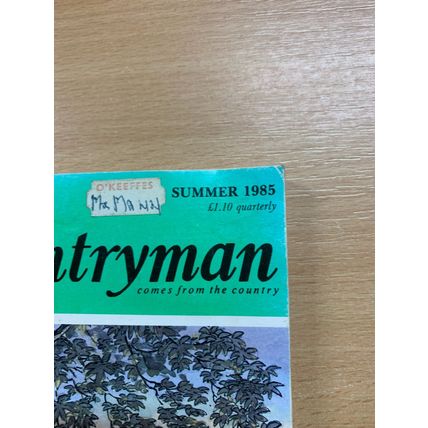 O'KEEFFES
Mr Mann
SUMMER 1985
£1.10 quarterly
ntryman
comes from the country